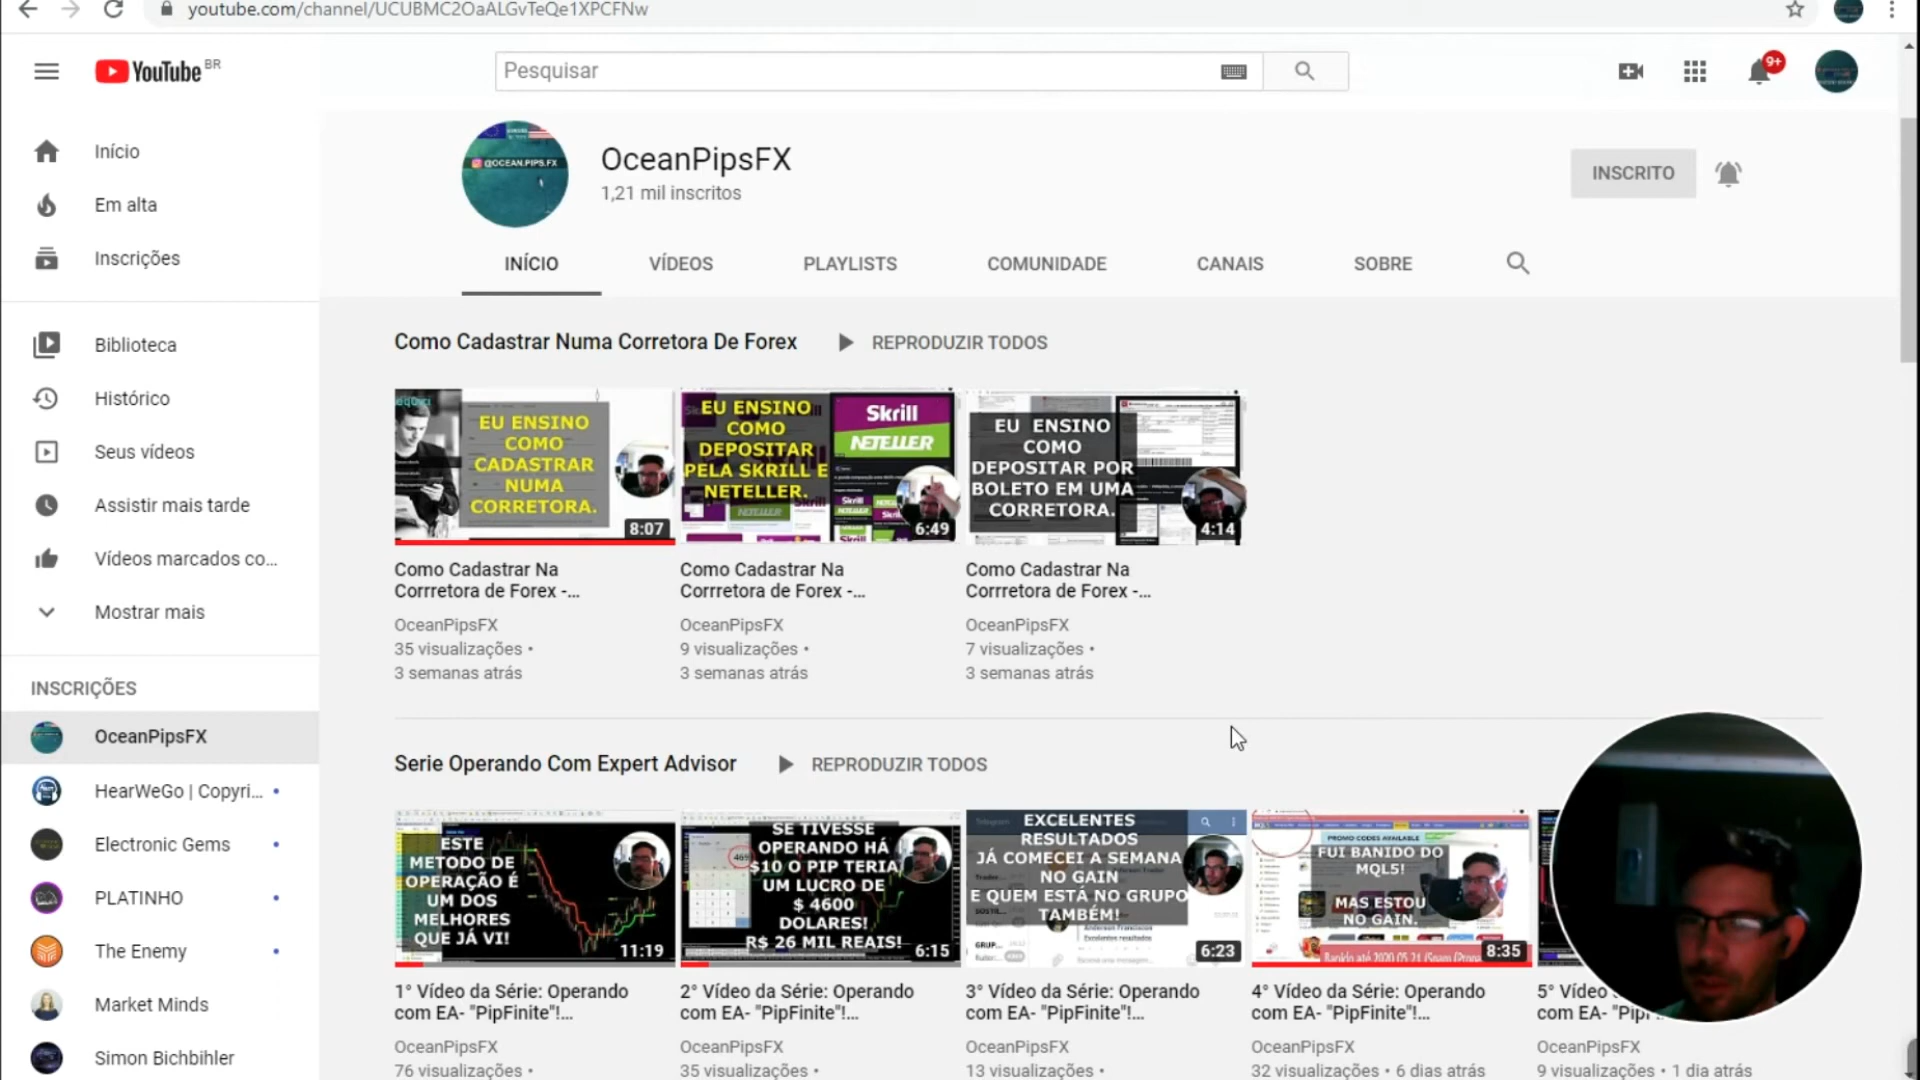 youtube.com/channel/UCUBMC2OaALGvTeQe1XPCFNw
YouTube BR
Pesquisar
9+
Início
Em alta
Inscrições
Biblioteca
Histórico
Seus vídeos
Assistir mais tarde
Vídeos marcados co...
Mostrar mais
INSCRIÇÕES
OceanPipsFX
HearWeGo | Copyri...
Electronic Gems
PLATINHO
The Enemy
Market Minds
Simon Bichbihler
@OCEAN.PIPS.FX
OceanPipsFX
1,21 mil inscritos
INSCRITO
INÍCIO VÍDEOS PLAYLISTS COMUNIDADE CANAIS SOBRE
Como Cadastrar Numa Corretora De Forex REPRODUZIR TODOS
EU ENSINO
COMO
CADASTRAR
NUMA
CORRETORA.
8:07
Como Cadastrar Na
Corrretora de Forex -...
OceanPipsFX
35 visualizações •
3 semanas atrás
EU ENSINO
COMO
DEPOSITAR
PELA SKRILL E
NETELLER.
Skrill
NETELLER
6:49
Como Cadastrar Na
Corrretora de Forex -...
OceanPipsFX
9 visualizações •
3 semanas atrás
EU ENSINO
COMO
DEPOSITAR POR
BOLETO EM UMA
CORRETORA.
4:14
Como Cadastrar Na
Corrretora de Forex -...
OceanPipsFX
7 visualizações •
3 semanas atrás
Serie Operando Com Expert Advisor REPRODUZIR TODOS
ESTE
METODO DE
OPERAÇÃO É
UM DOS
MELHORES
QUE JÁ VI!
11:19
1° Vídeo da Série: Operando
com EA- "PipFinite"!...
OceanPipsFX
76 visualizações •
SE TIVESSE
OPERANDO HÁ
$10 O PIP TERIA
UM LUCRO DE
$ 4600
DOLARES!
R$ 26 MIL REAIS!
469
6:15
2° Vídeo da Série: Operando
com EA- "PipFinite"!...
OceanPipsFX
35 visualizações •
Telegram
EXCELENTES
RESULTADOS
JÁ COMECEI A SEMANA
NO GAIN
E QUEM ESTÁ NO GRUPO
TAMBÉM!
6:23
3° Vídeo da Série: Operando
com EA- "PipFinite"!...
OceanPipsFX
13 visualizações •
PROMO CODES AVAILABLE
FUI BANIDO DO
MQL5!
MAS ESTOU
NO GAIN.
8:35
4° Vídeo da Série: Operando
com EA- "PipFinite"!...
OceanPipsFX
32 visualizações • 6 dias atrás
5° Vídeo
com EA-
OceanPipsFX
9 visualizações • 1 dia atrás